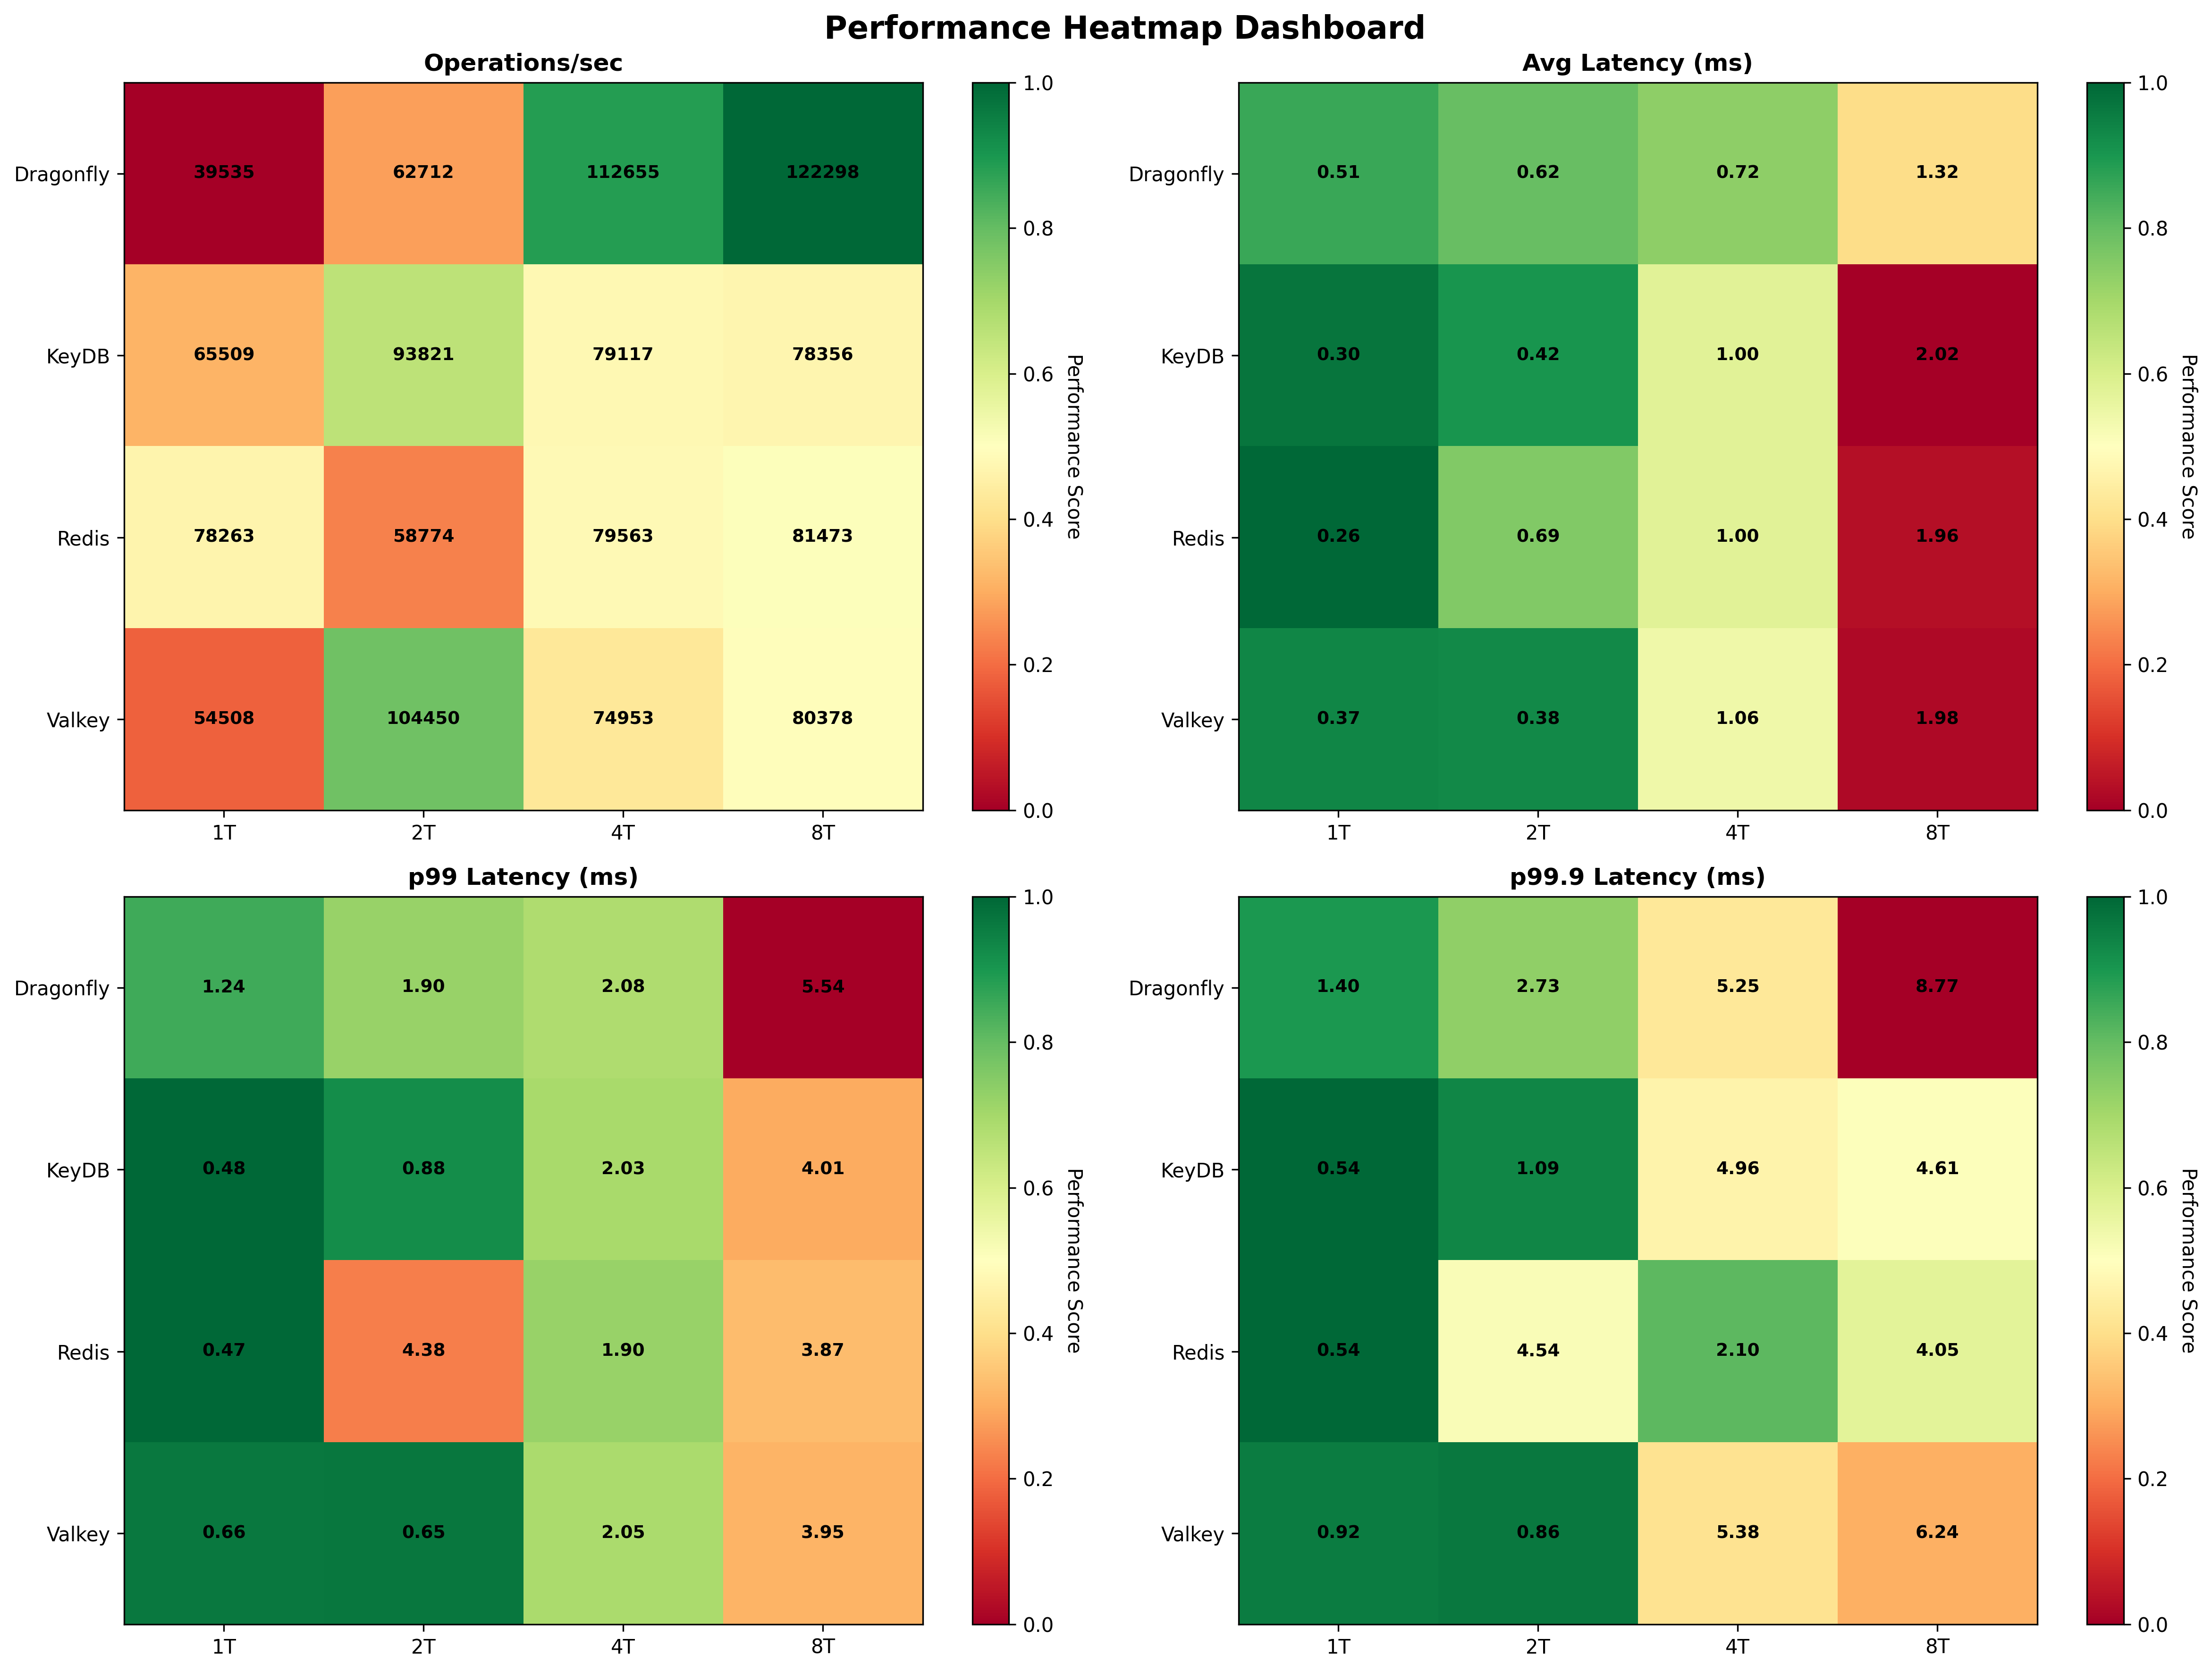 Performance Heatmap Dashboard
Operations/sec
Dragonfly 39535 62712 112655 122298
KeyDB 65509 93821 79117 78356
Redis 78263 58774 79563 81473
Valkey 54508 104450 74953 80378
1T 2T 4T 8T
1.0
0.8
0.6
0.4
0.2
0.0
Performance Score
Avg Latency (ms)
Dragonfly 0.51 0.62 0.72 1.32
KeyDB 0.30 0.42 1.00 2.02
Redis 0.26 0.69 1.00 1.96
Valkey 0.37 0.38 1.06 1.98
1T 2T 4T 8T
1.0
0.8
0.6
0.4
0.2
0.0
Performance Score
p99 Latency (ms)
Dragonfly 1.24 1.90 2.08 5.54
KeyDB 0.48 0.88 2.03 4.01
Redis 0.47 4.38 1.90 3.87
Valkey 0.66 0.65 2.05 3.95
1T 2T 4T 8T
1.0
0.8
0.6
0.4
0.2
0.0
Performance Score
p99.9 Latency (ms)
Dragonfly 1.40 2.73 5.25 8.77
KeyDB 0.54 1.09 4.96 4.61
Redis 0.54 4.54 2.10 4.05
Valkey 0.92 0.86 5.38 6.24
1T 2T 4T 8T
1.0
0.8
0.6
0.4
0.2
0.0
Performance Score